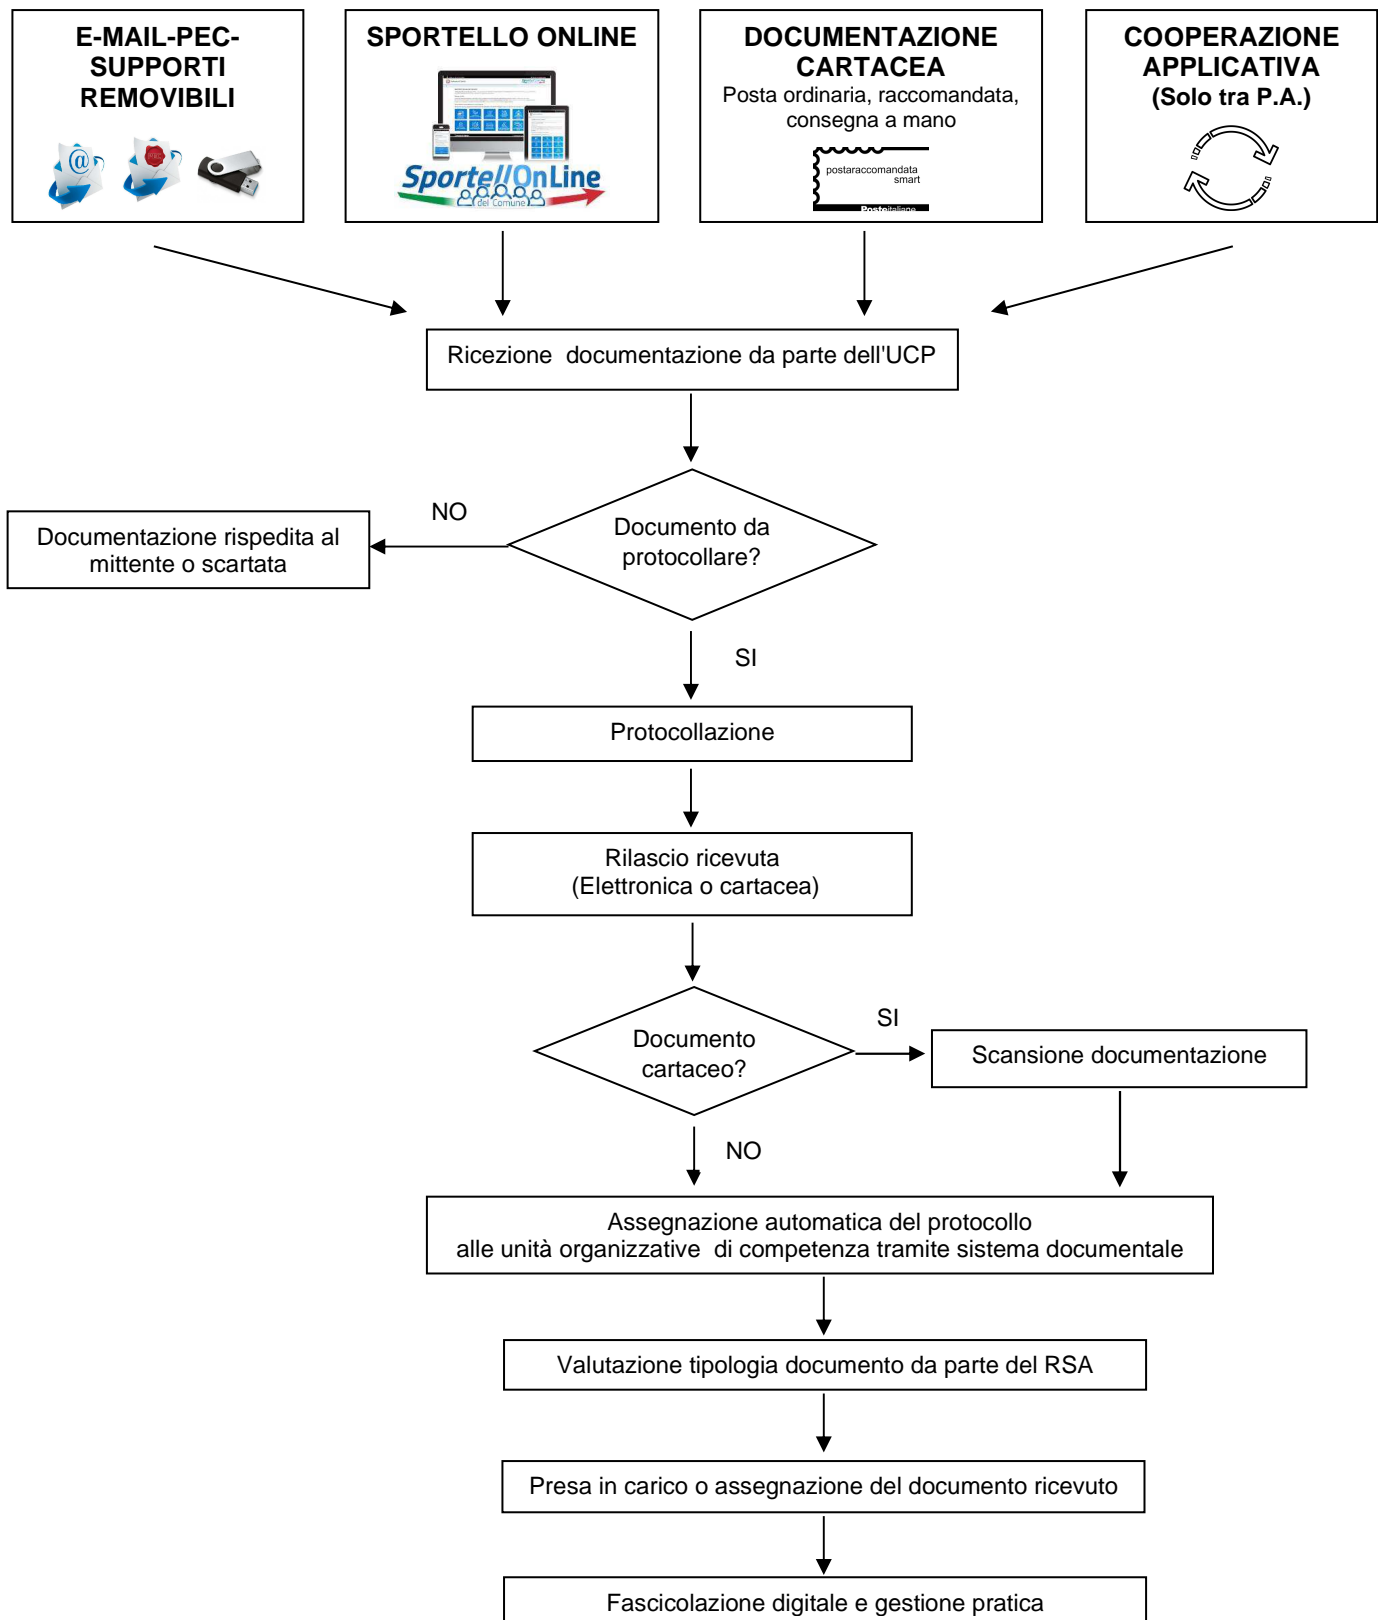 E-MAIL-PEC-
SUPPORTI
REMOVIBILI
SPORTELLO ONLINE
SportellOnLine
del Comune
DOCUMENTAZIONE
CARTACEA
Posta ordinaria, raccomandata,
consegna a mano
postaraccomandata
smart
Posteitaliane
COOPERAZIONE
APPLICATIVA
(Solo tra P.A.)
Ricezione documentazione da parte dell'UCP
Documento da
protocollare?
NO
Documentazione rispedita al
mittente o scartata
SI
Protocollazione
Rilascio ricevuta
(Elettronica o cartacea)
Documento
cartaceo?
SI
Scansione documentazione
NO
Assegnazione automatica del protocollo
alle unità organizzative di competenza tramite sistema documentale
Valutazione tipologia documento da parte del RSA
Presa in carico o assegnazione del documento ricevuto
Fascicolazione digitale e gestione pratica